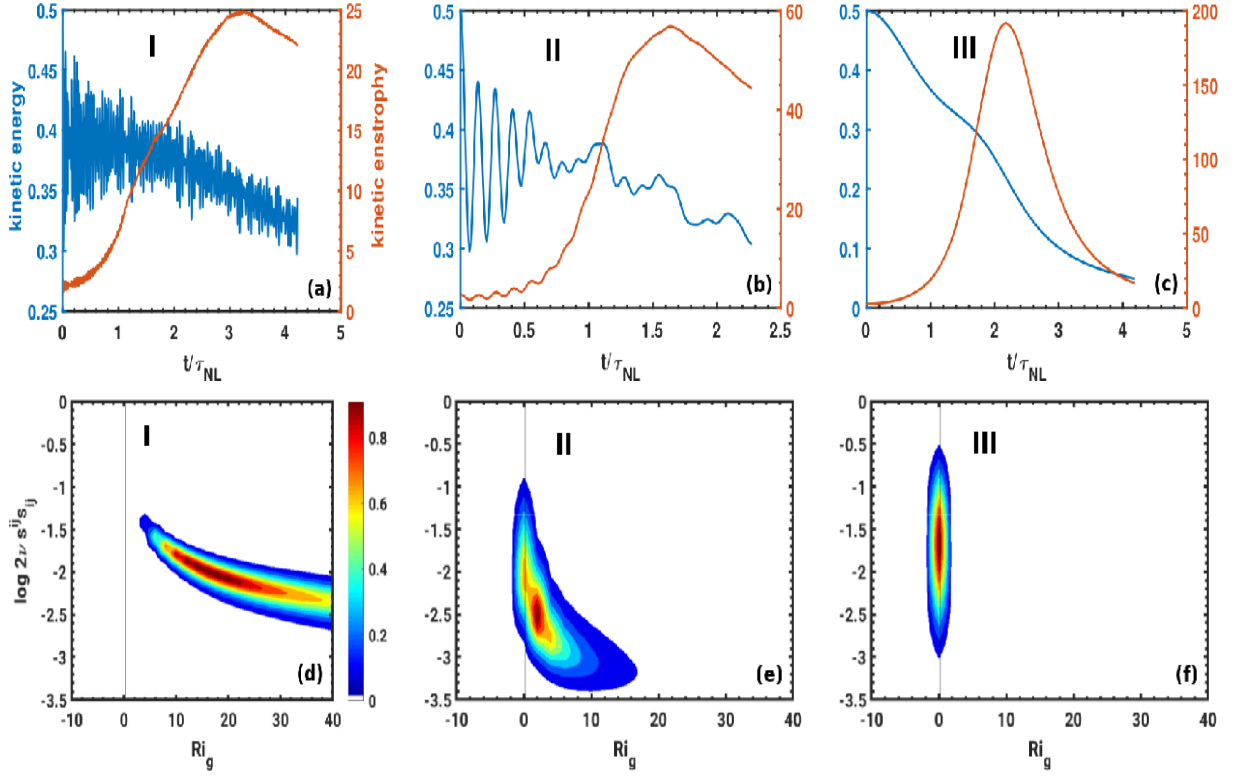 I
II
III
0.5
0.45
0.4
0.35
0.3
0.25
25
20
15
10
5
0
0.5
0.45
0.4
0.35
0.3
0.25
60
40
20
0
0.5
0.4
0.3
0.2
0.1
0
200
150
100
50
0
kinetic energy
kinetic enstrophy
(a)
(b)
(c)
0 1 2 3 4 5
0 0.5 1 1.5 2 2.5
0 1 2 3 4 5
t/τNL
t/τNL
t/τNL
I
II
III
0
-0.5
-1
-1.5
-2
-2.5
-3
-3.5
0.8
0.6
0.4
0.2
0
0
-0.5
-1
-1.5
-2
-2.5
-3
-3.5
0
-0.5
-1
-1.5
-2
-2.5
-3
-3.5
log 2ν s^ij s_ij
(d)
(e)
(f)
-10 0 10 20 30 40
-10 0 10 20 30 40
-10 0 10 20 30 40
Rig
Rig
Rig